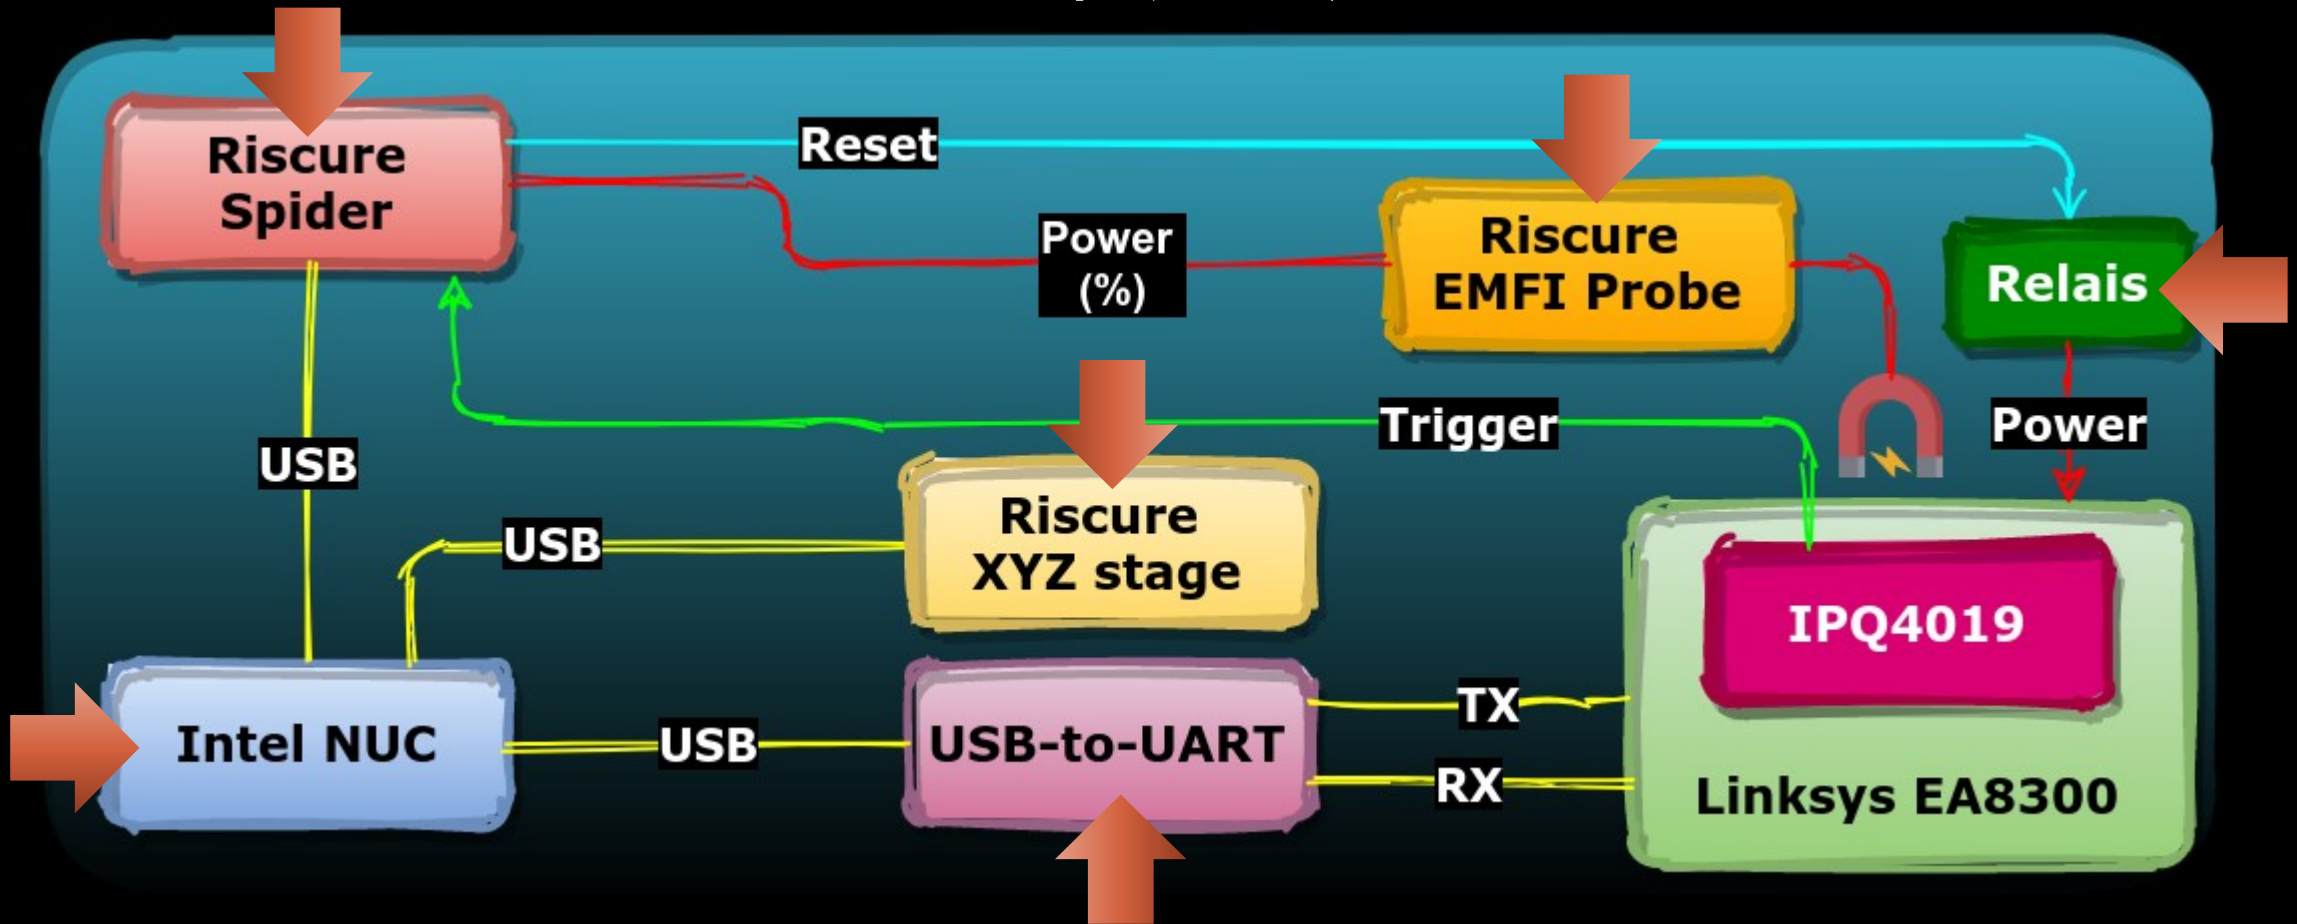 Riscure
Spider
Reset
Power
(%)
Riscure
EMFI Probe
Relais
Trigger
Power
USB
USB
Riscure
XYZ stage
IPQ4019
Intel NUC
USB
USB-to-UART
TX
RX
Linksys EA8300